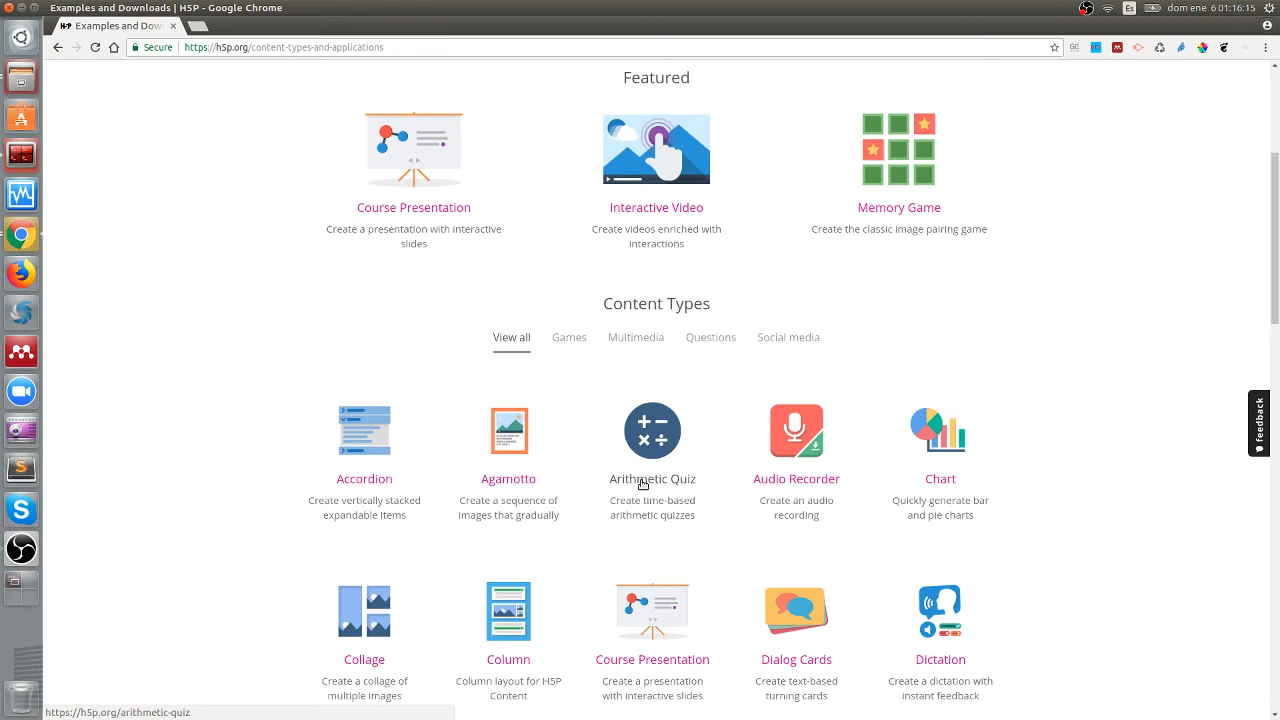 Examples and Downloads | H5P - Google Chrome
Es
dom ene 6 01:16:15
H-P Examples and Dow
Secure
https://h5p.org/content-types-and-applications
Featured
Course Presentation
Create a presentation with interactive
slides
Interactive Video
Create videos enriched with
interactions
Memory Game
Create the classic image pairing game
Content Types
View all
Games
Multimedia
Questions
Social media
feedback
Accordion
Create vertically stacked
expandable items
Agamotto
Create a sequence of
images that gradually
Arithmetic Quiz
Create time-based
arithmetic quizzes
Audio Recorder
Create an audio
recording
Chart
Quickly generate bar
and pie charts
Collage
Create a collage of
multiple images
Column
Column layout for H5P
Content
Course Presentation
Create a presentation
with interactive slides
Dialog Cards
Create text-based
turning cards
Dictation
Create a dictation with
instant feedback
https://h5p.org/arithmetic-quiz